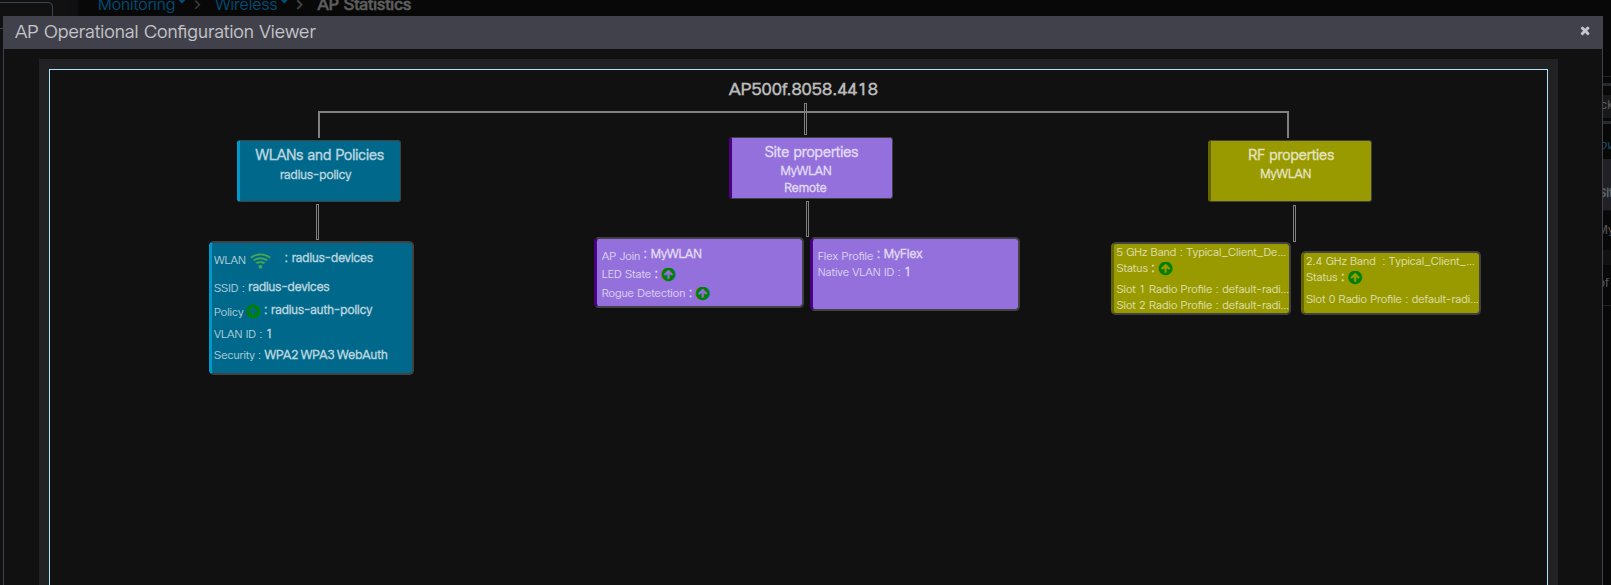 Monitoring > Wireless > AP Statistics
AP Operational Configuration Viewer
AP500f.8058.4418
WLANs and Policies
radius-policy
Site properties
MyWLAN
Remote
RF properties
MyWLAN
WLAN : radius-devices
SSID : radius-devices
Policy : radius-auth-policy
VLAN ID : 1
Security : WPA2 WPA3 WebAuth
AP Join : MyWLAN
LED State :
Rogue Detection :
Flex Profile : MyFlex
Native VLAN ID : 1
5 GHz Band : Typical_Client_De...
Status :
Slot 1 Radio Profile : default-radi...
Slot 2 Radio Profile : default-radi...
2.4 GHz Band : Typical_Client_...
Status :
Slot 0 Radio Profile : default-radi...